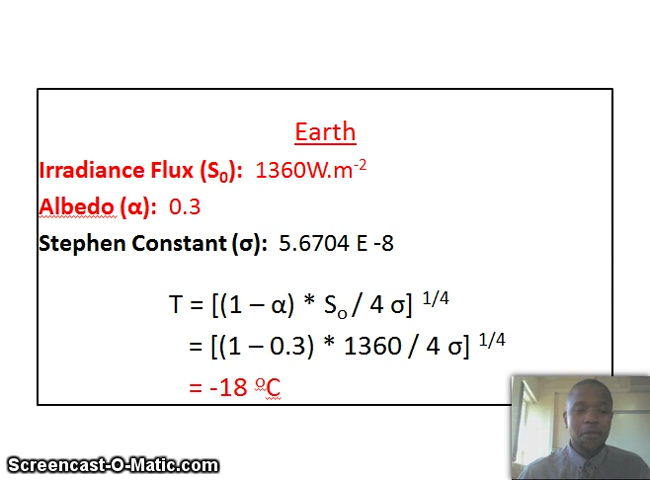 Earth
Irradiance Flux (S₀): 1360W.m⁻²
Albedo (α): 0.3
Stephen Constant (σ): 5.6704 E -8
T = [(1 – α) * Sₒ / 4 σ] ¹/⁴
= [(1 – 0.3) * 1360 / 4 σ] ¹/⁴
= -18 ºC
Screencast-O-Matic.com